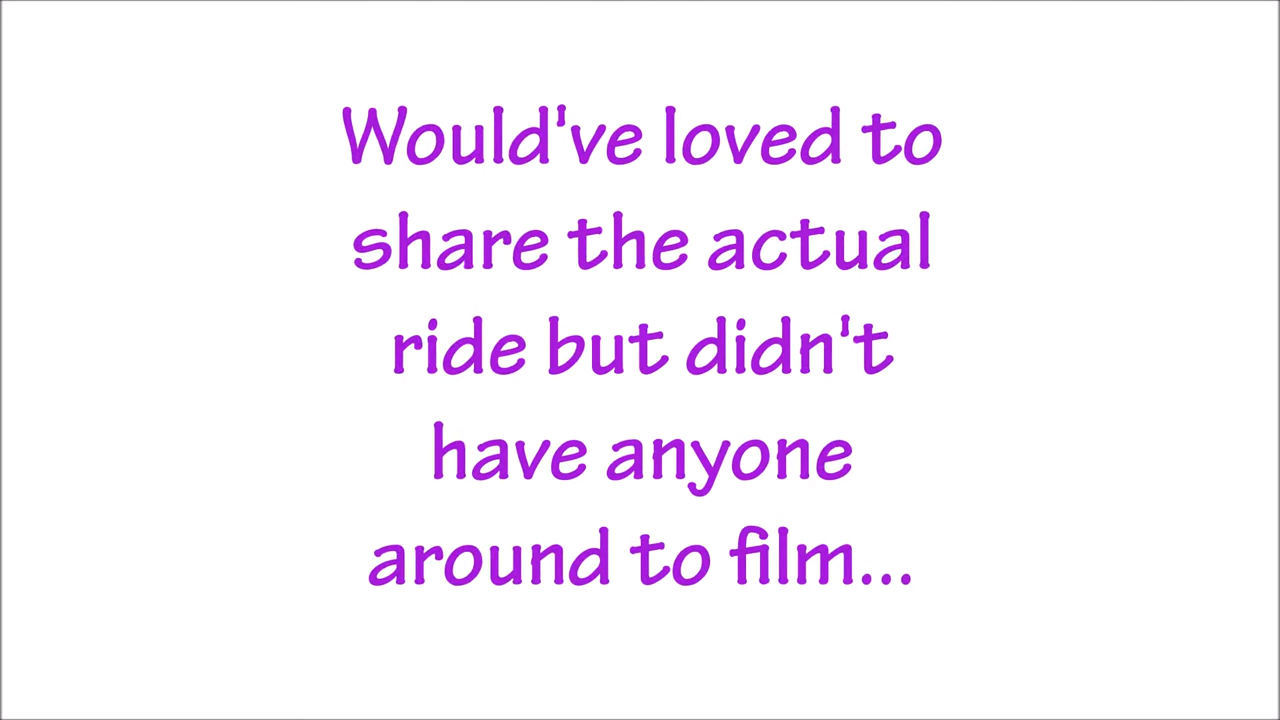 Would've loved to
share the actual
ride but didn't
have anyone
around to film...